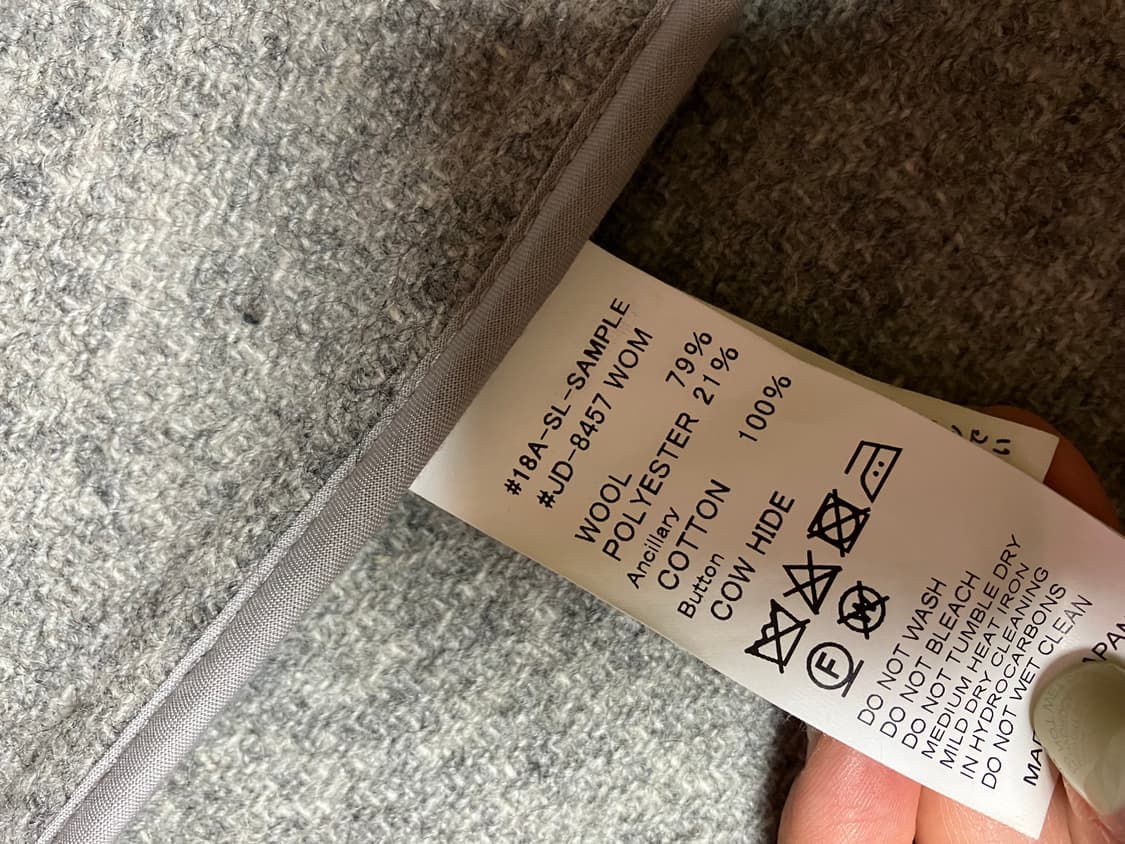 #18A-SL-SAMPLE
#JD-8457 WOM
WOOL 79%
POLYESTER 21%
Ancillary
COTTON 100%
Button
COW HIDE
F W
DO NOT WASH
DO NOT BLEACH
DO NOT TUMBLE DRY
MEDIUM HEAT IRON
MILD DRY CLEANING
IN HYDROCARBONS
DO NOT WET CLEAN